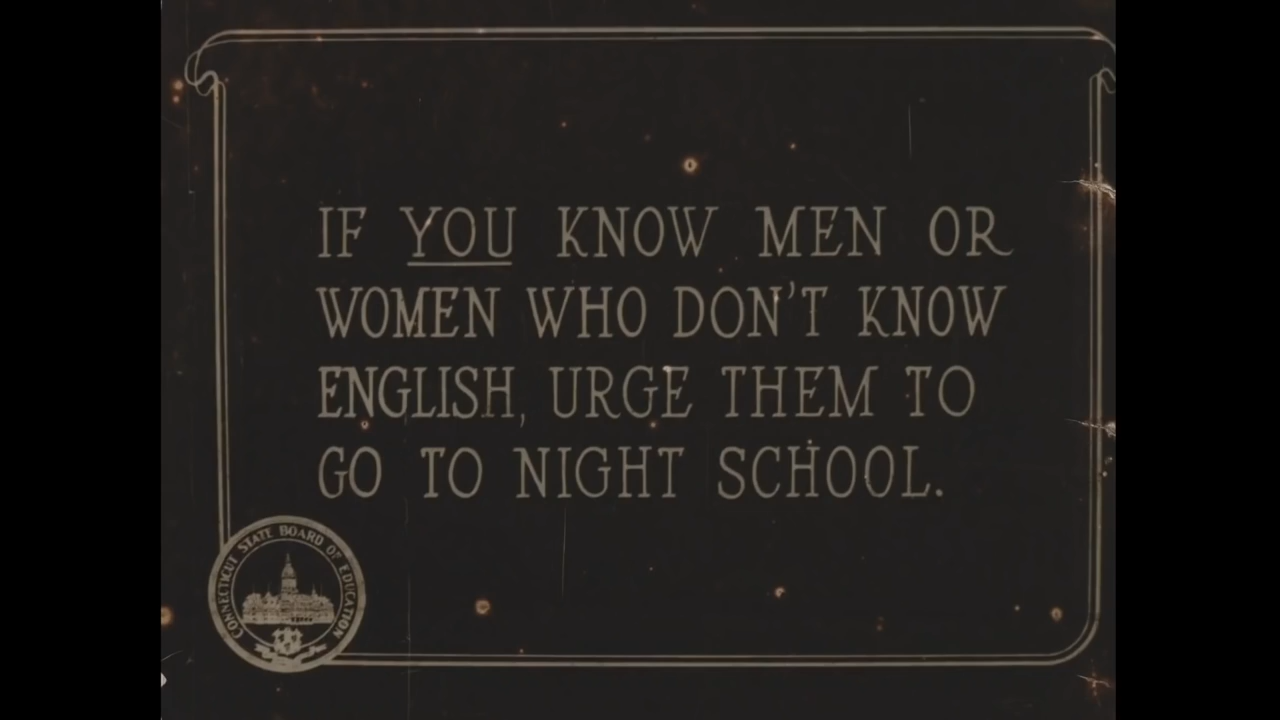 IF YOU KNOW MEN OR
WOMEN WHO DON'T KNOW
ENGLISH, URGE THEM TO
GO TO NIGHT SCHOOL.
CONNECTICUT STATE BOARD OF EDUCATION